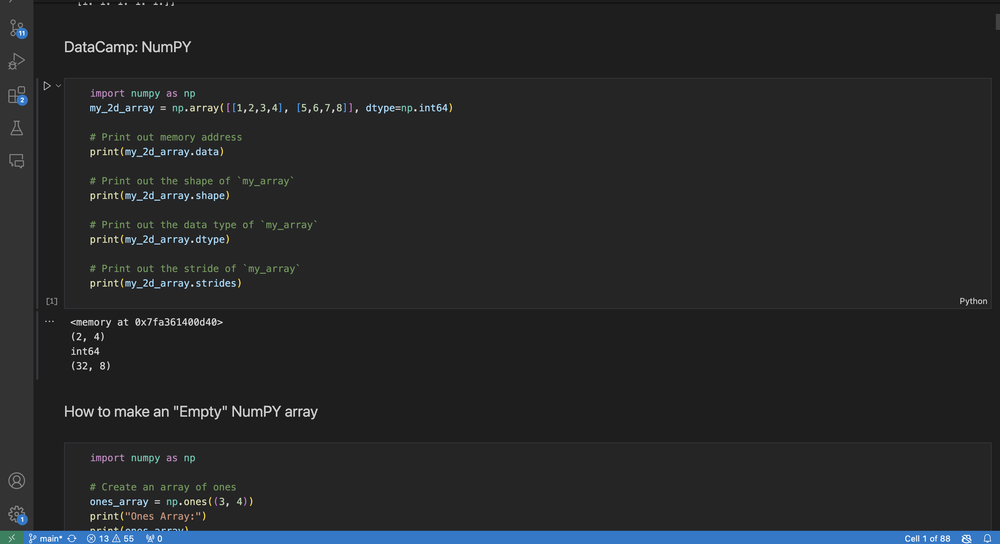 [1. 1. 1. 1. 1.]]
11
DataCamp: NumPY
import numpy as np
2
my_2d_array = np.array([[1,2,3,4], [5,6,7,8]], dtype=np.int64)
# Print out memory address
print(my_2d_array.data)
# Print out the shape of `my_array`
print(my_2d_array.shape)
# Print out the data type of `my_array`
print(my_2d_array.dtype)
# Print out the stride of `my_array`
print(my_2d_array.strides)
[1]
Python
<memory at 0x7fa361400d40>
(2, 4)
int64
(32, 8)
How to make an "Empty" NumPY array
import numpy as np
# Create an array of ones
ones_array = np.ones((3, 4))
print("Ones Array:")
print(ones_array)
1
main* 13 55 0
Cell 1 of 88